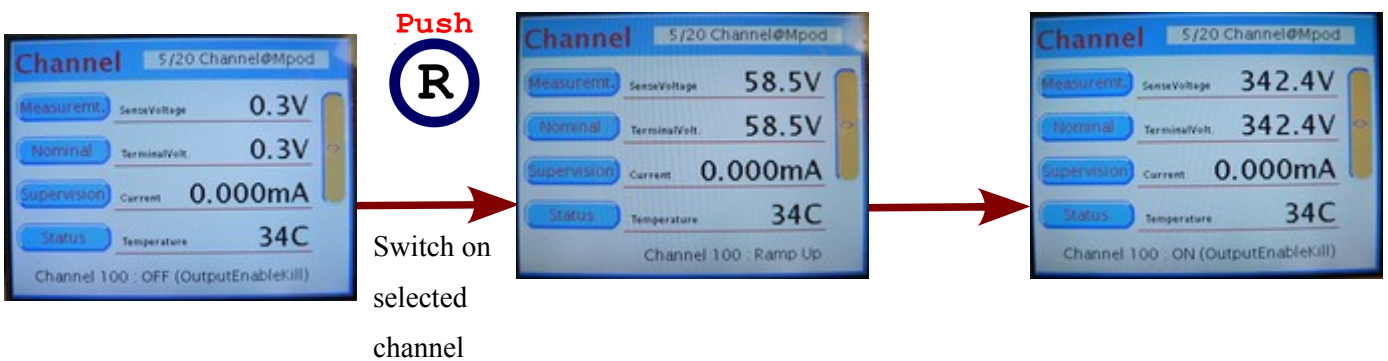 Channel 5/20 Channel@Mpod
Measuremt. SenseVoltage 0.3V
Nominal TerminalVolt. 0.3V
Supervision Current 0.000mA
Status Temperature 34C
Channel 100 : OFF (OutputEnableKill)
Push
R
Switch on
selected
channel
Channel 5/20 Channel@Mpod
Measuremt. SenseVoltage 58.5V
Nominal TerminalVolt. 58.5V
Supervision Current 0.000mA
Status Temperature 34C
Channel 100 : Ramp Up
Channel 5/20 Channel@Mpod
Measuremt. SenseVoltage 342.4V
Nominal TerminalVolt. 342.4V
Supervision Current 0.000mA
Status Temperature 34C
Channel 100 : ON (OutputEnableKill)